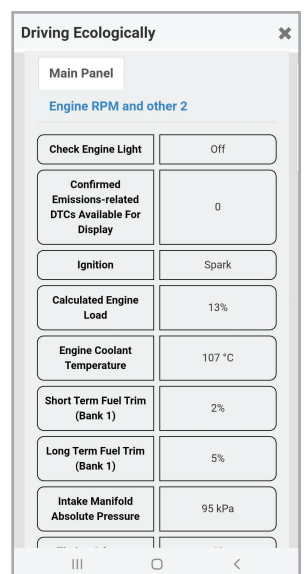 Driving Ecologically
Main Panel
Engine RPM and other 2
Check Engine Light
Off
Confirmed
Emissions-related
DTCs Available For
Display
0
Ignition
Spark
Calculated Engine
Load
13%
Engine Coolant
Temperature
107 °C
Short Term Fuel Trim
(Bank 1)
2%
Long Term Fuel Trim
(Bank 1)
5%
Intake Manifold
Absolute Pressure
95 kPa